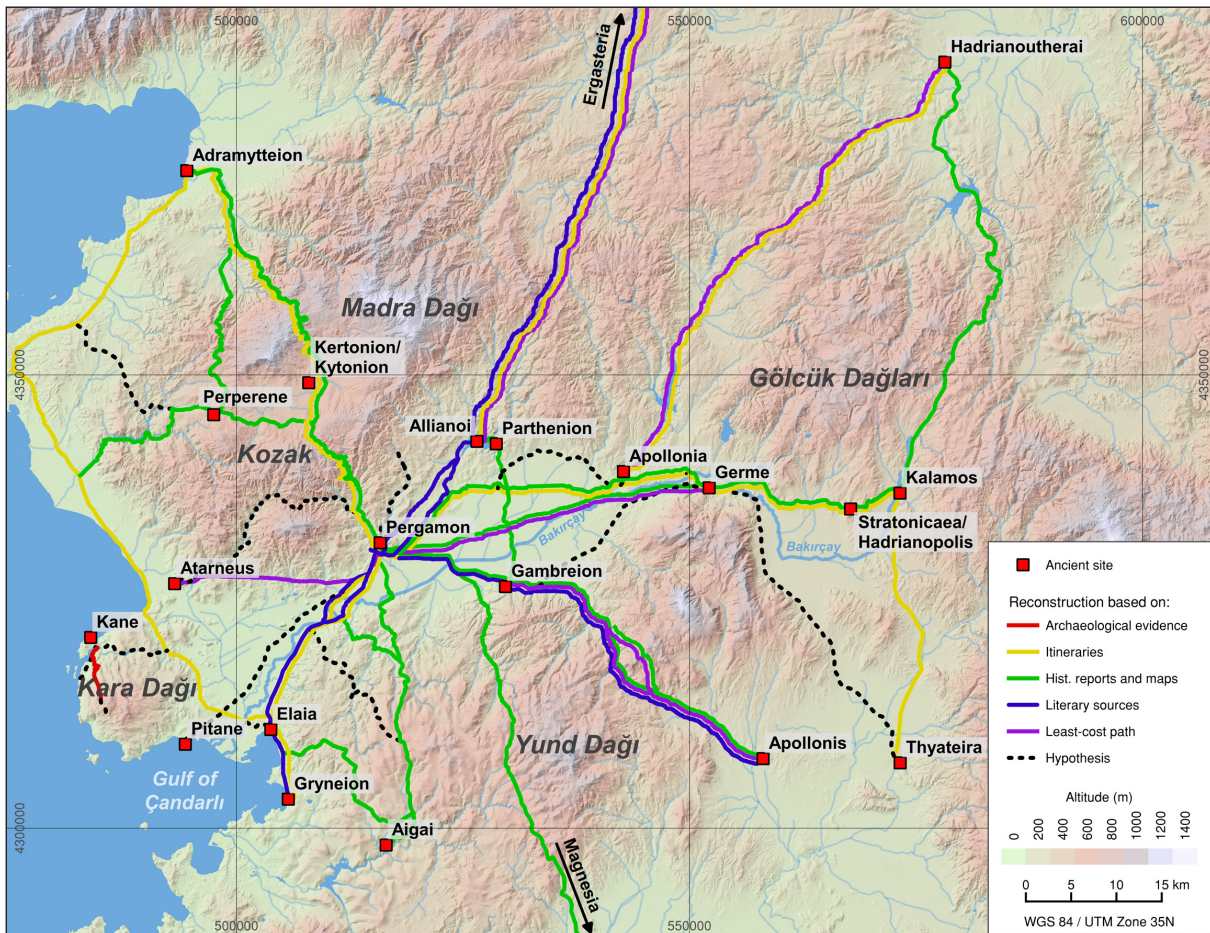 500000
550000
600000
Ergasteria
Hadrianoutherai
Adramytteion
Madra Dağı
Kertonion/
Kytonion
4350000
4350000
Gölcük Dağları
Perperene
Allianoi
Parthenion
Kozak
Apollonia
Germe
Kalamos
Stratonicaea/
Hadrianopolis
Pergamon
Bakırçay
Bakırçay
Atarneus
Gambreion
Kane
Kara Dağı
Pitane
Elaia
Yund Dağı
Apollonis
Thyateira
Gulf of
Çandarlı
Gryneion
4300000
Aigai
Magnesia
500000
550000
Ancient site
Reconstruction based on:
Archaeological evidence
Itineraries
Hist. reports and maps
Literary sources
Least-cost path
Hypothesis
Altitude (m)
0 200 400 600 800 1000 1200 1400
0 5 10 15 km
WGS 84 / UTM Zone 35N